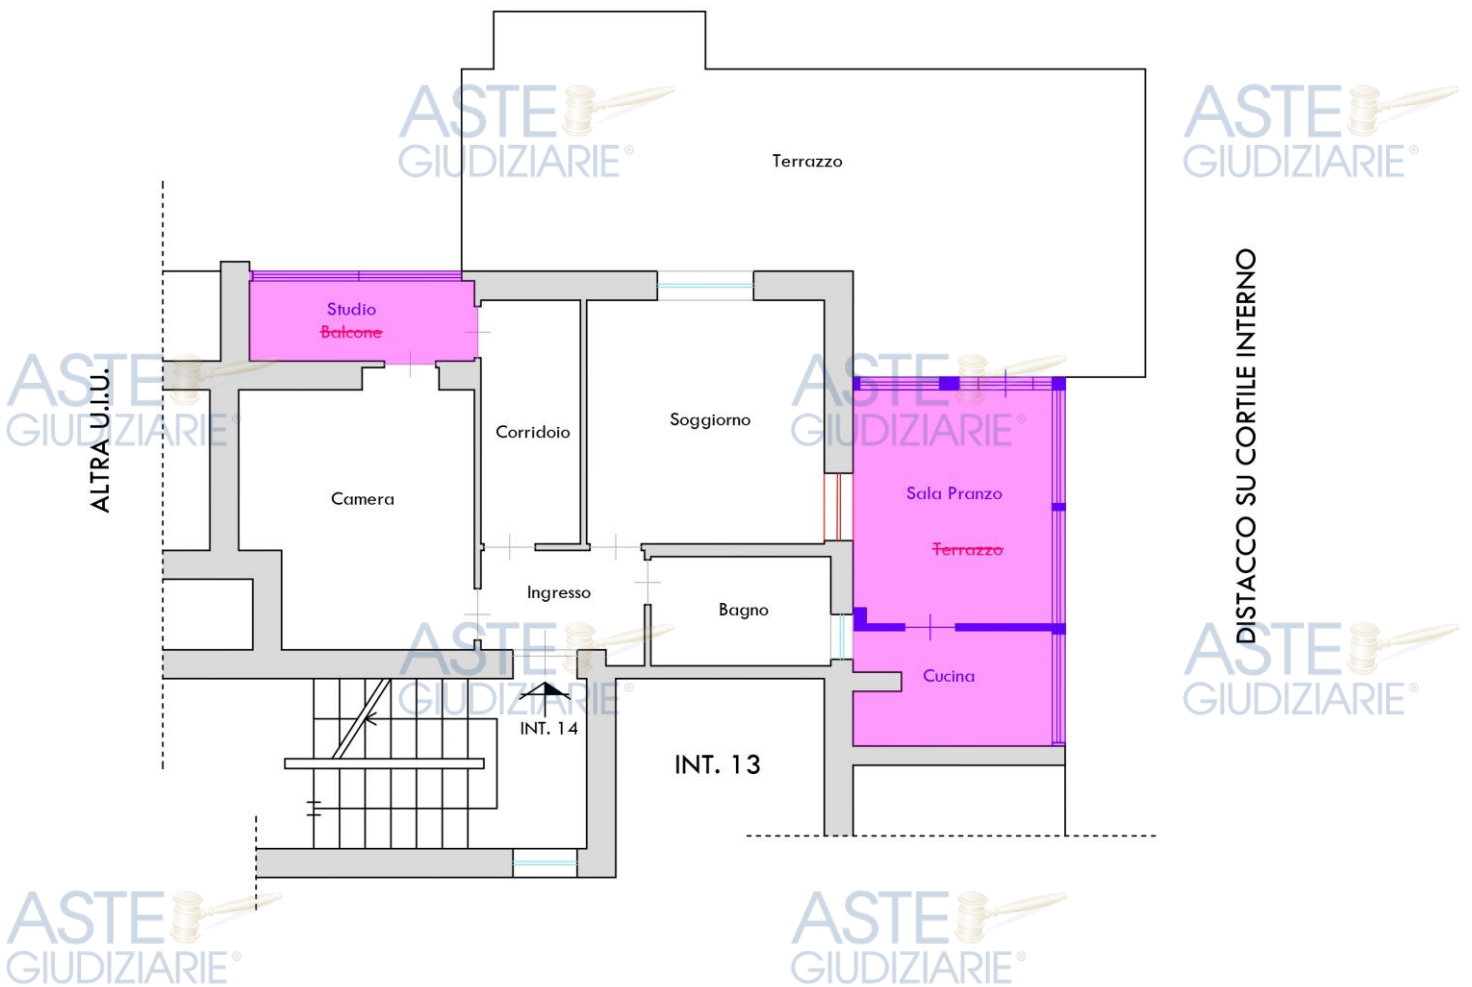 ASTE
GIUDIZIARIE®
ASTE
GIUDIZIARIE®
Terrazzo
Studio
Balcone
ASTE
GIUDIZIARIE®
ASTE
GIUDIZIARIE®
ALTRA U.I.U.
Corridoio
Soggiorno
Camera
Sala Pranzo
Terrazzo
DISTACCO SU CORTILE INTERNO
Ingresso
Bagno
Cucina
ASTE
GIUDIZIARIE®
ASTE
GIUDIZIARIE®
INT. 14
INT. 13
ASTE
GIUDIZIARIE®
ASTE
GIUDIZIARIE®